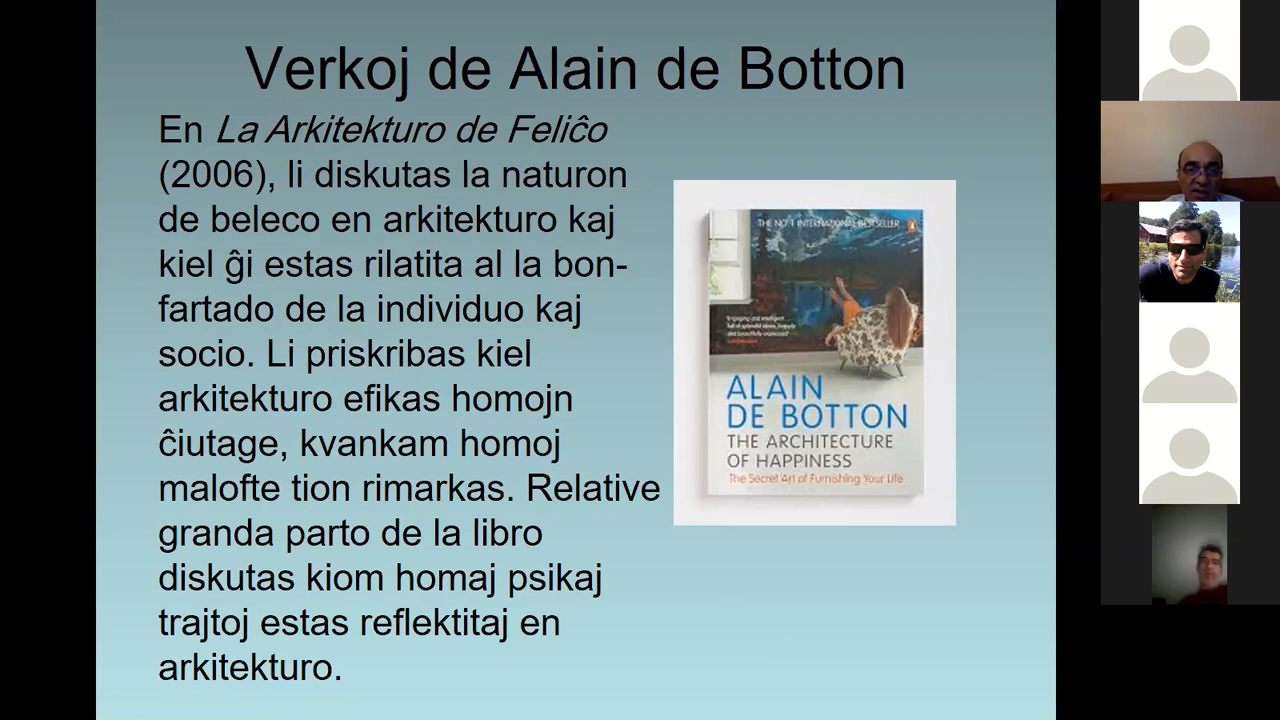 Verkoj de Alain de Botton
En La Arkitekturo de Feliĉo
(2006), li diskutas la naturon
de beleco en arkitekturo kaj
kiel ĝi estas rilatita al la bon-
fartado de la individuo kaj
socio. Li priskribas kiel
arkitekturo efikas homojn
ĉiutage, kvankam homoj
malofte tion rimarkas. Relative
granda parto de la libro
diskutas kiom homaj psikaj
trajtoj estas reflektitaj en
arkitekturo.
THE NO 1 INTERNATIONAL BESTSELLER
ALAIN
DE BOTTON
THE ARCHITECTURE
OF HAPPINESS
The Secret Art of Furnishing Your Life